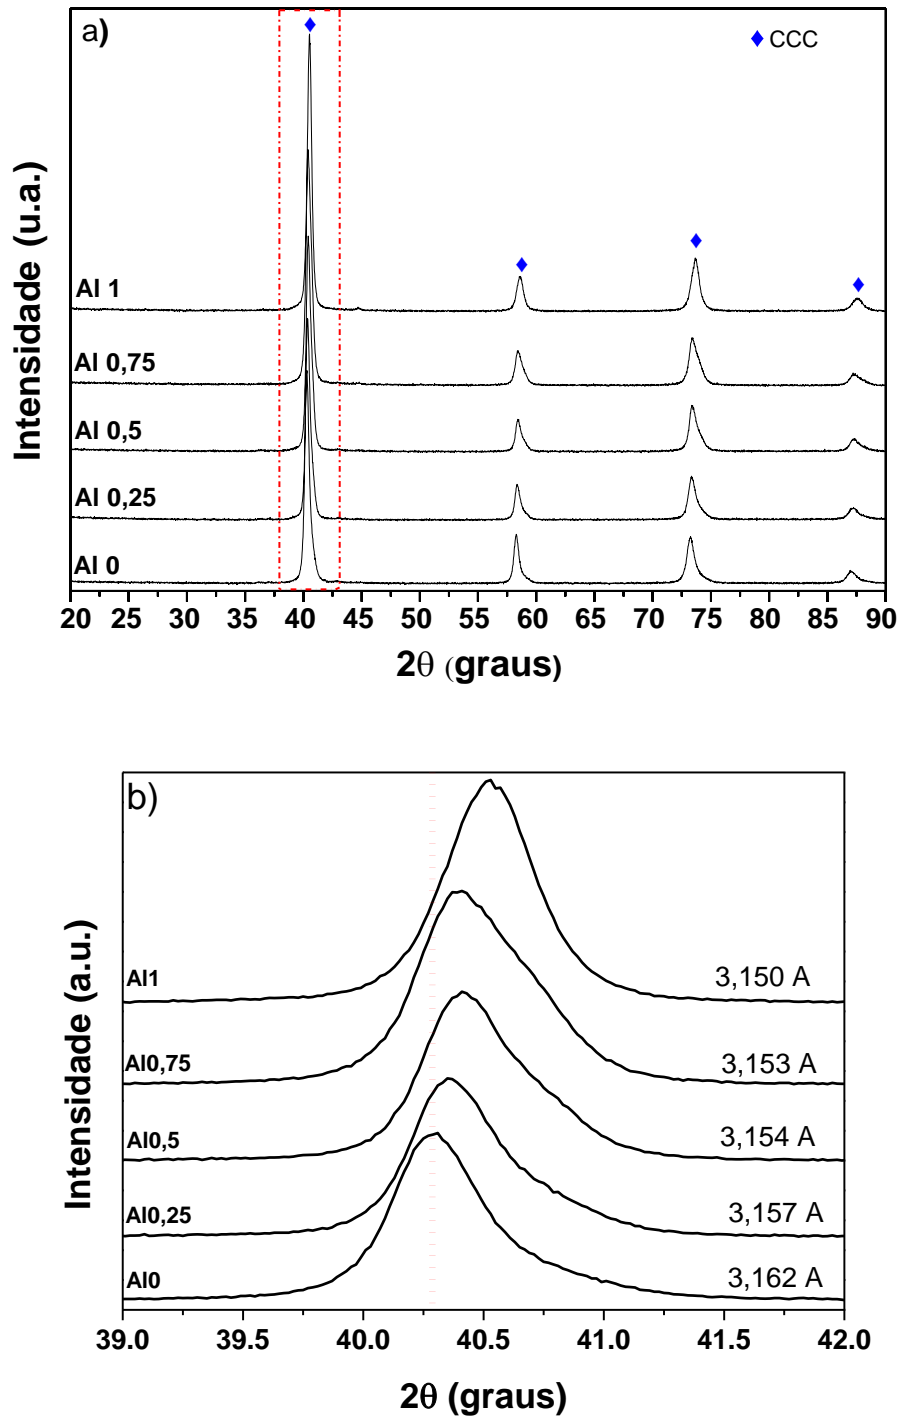 a)
CCC
Intensidade (u.a.)
Al 1
Al 0,75
Al 0,5
Al 0,25
Al 0
20 25 35 40 45 50 55 60 65 70 75 80 85 90
2θ (graus)
b)
Intensidade (a.u.)
Al1
3,150 A
Al0,75
3,153 A
Al0,5
3,154 A
Al0,25
3,157 A
Al0
3,162 A
39.0 39.5 40.0 40.5 41.0 41.5 42.0
2θ (graus)